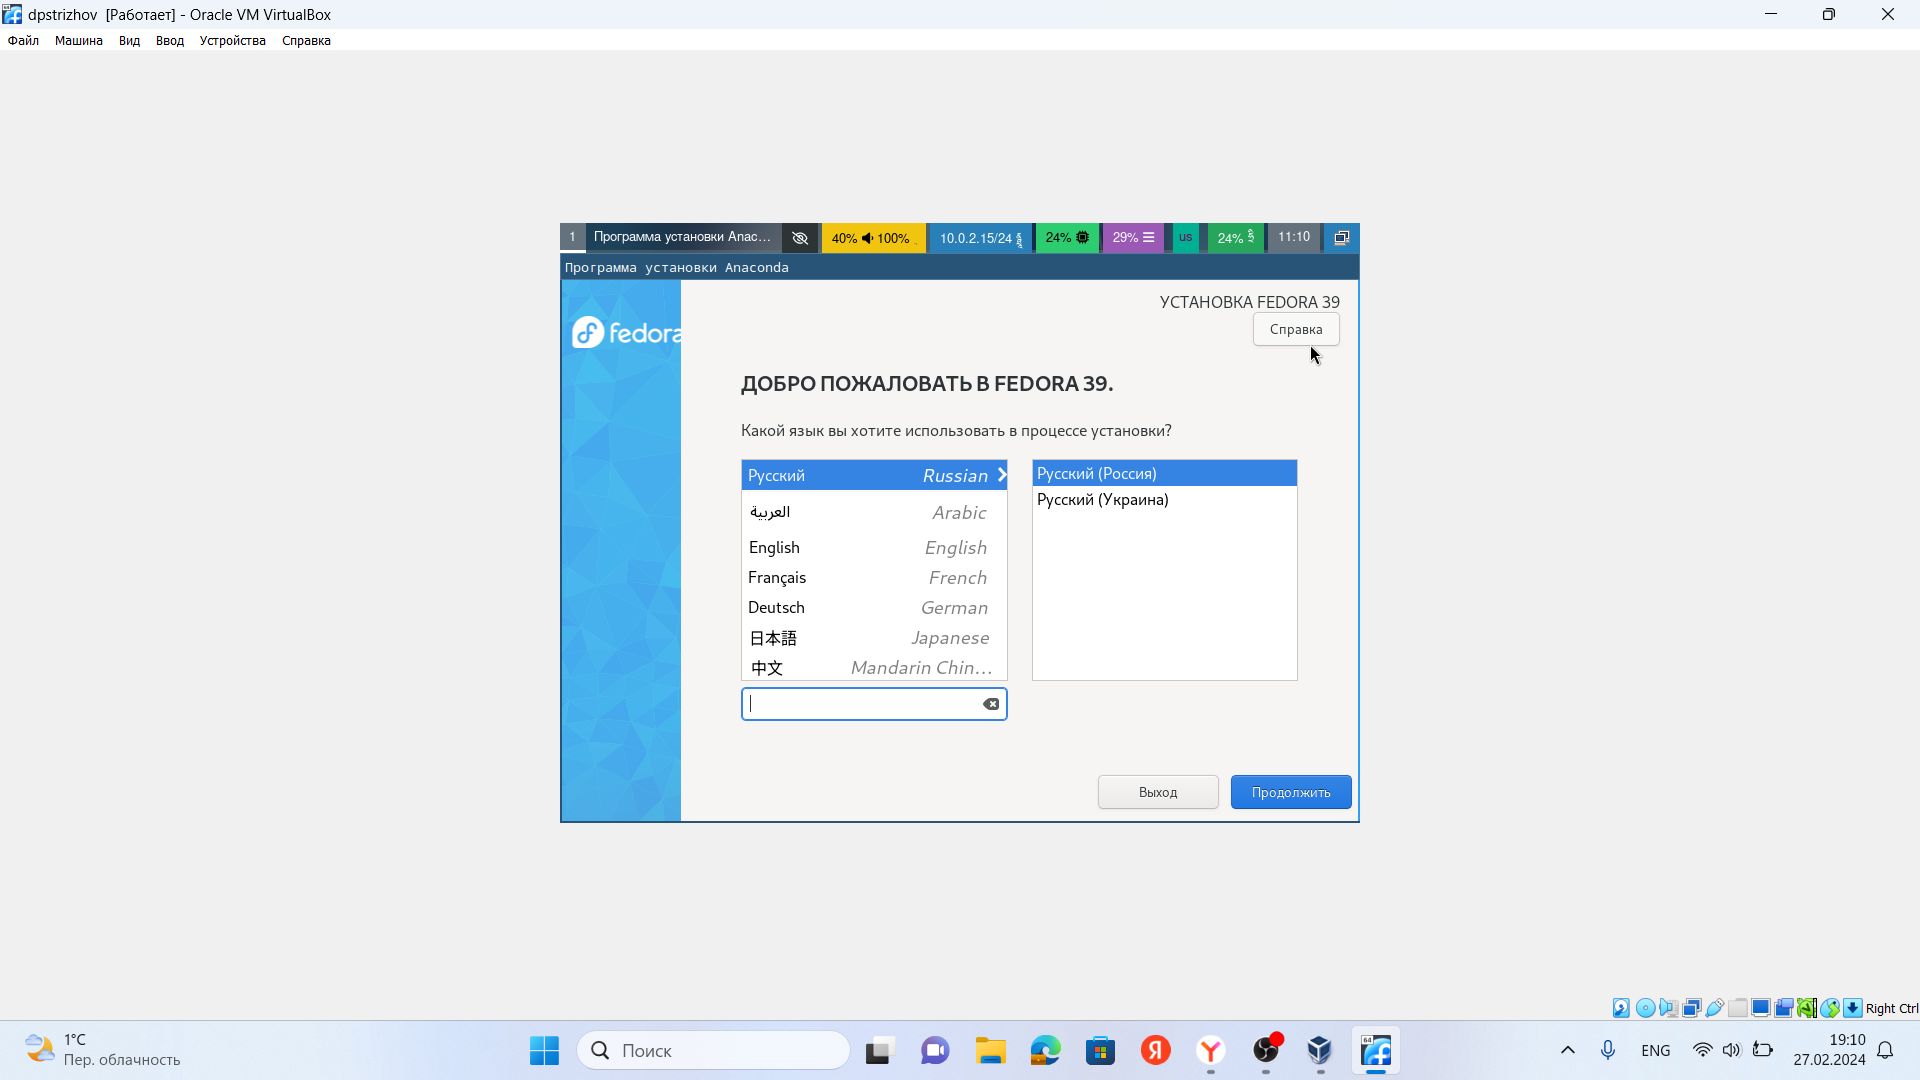 dpstrizhov [Работает] - Oracle VM VirtualBox
Файл Машина Вид Ввод Устройства Справка
1 Программа установки Anac... 40% 100% 10.0.2.15/24 24% 29% us 24% 11:10
Программа установки Anaconda
fedora
УСТАНОВКА FEDORA 39
Справка
ДОБРО ПОЖАЛОВАТЬ В FEDORA 39.
Какой язык вы хотите использовать в процессе установки?
Русский Russian
العربية Arabic
English English
Français French
Deutsch German
日本語 Japanese
中文 Mandarin Chin...
Русский (Россия)
Русский (Украина)
Выход Продолжить
Right Ctrl
1°C
Пер. облачность
Поиск
64
ENG
19:10
27.02.2024